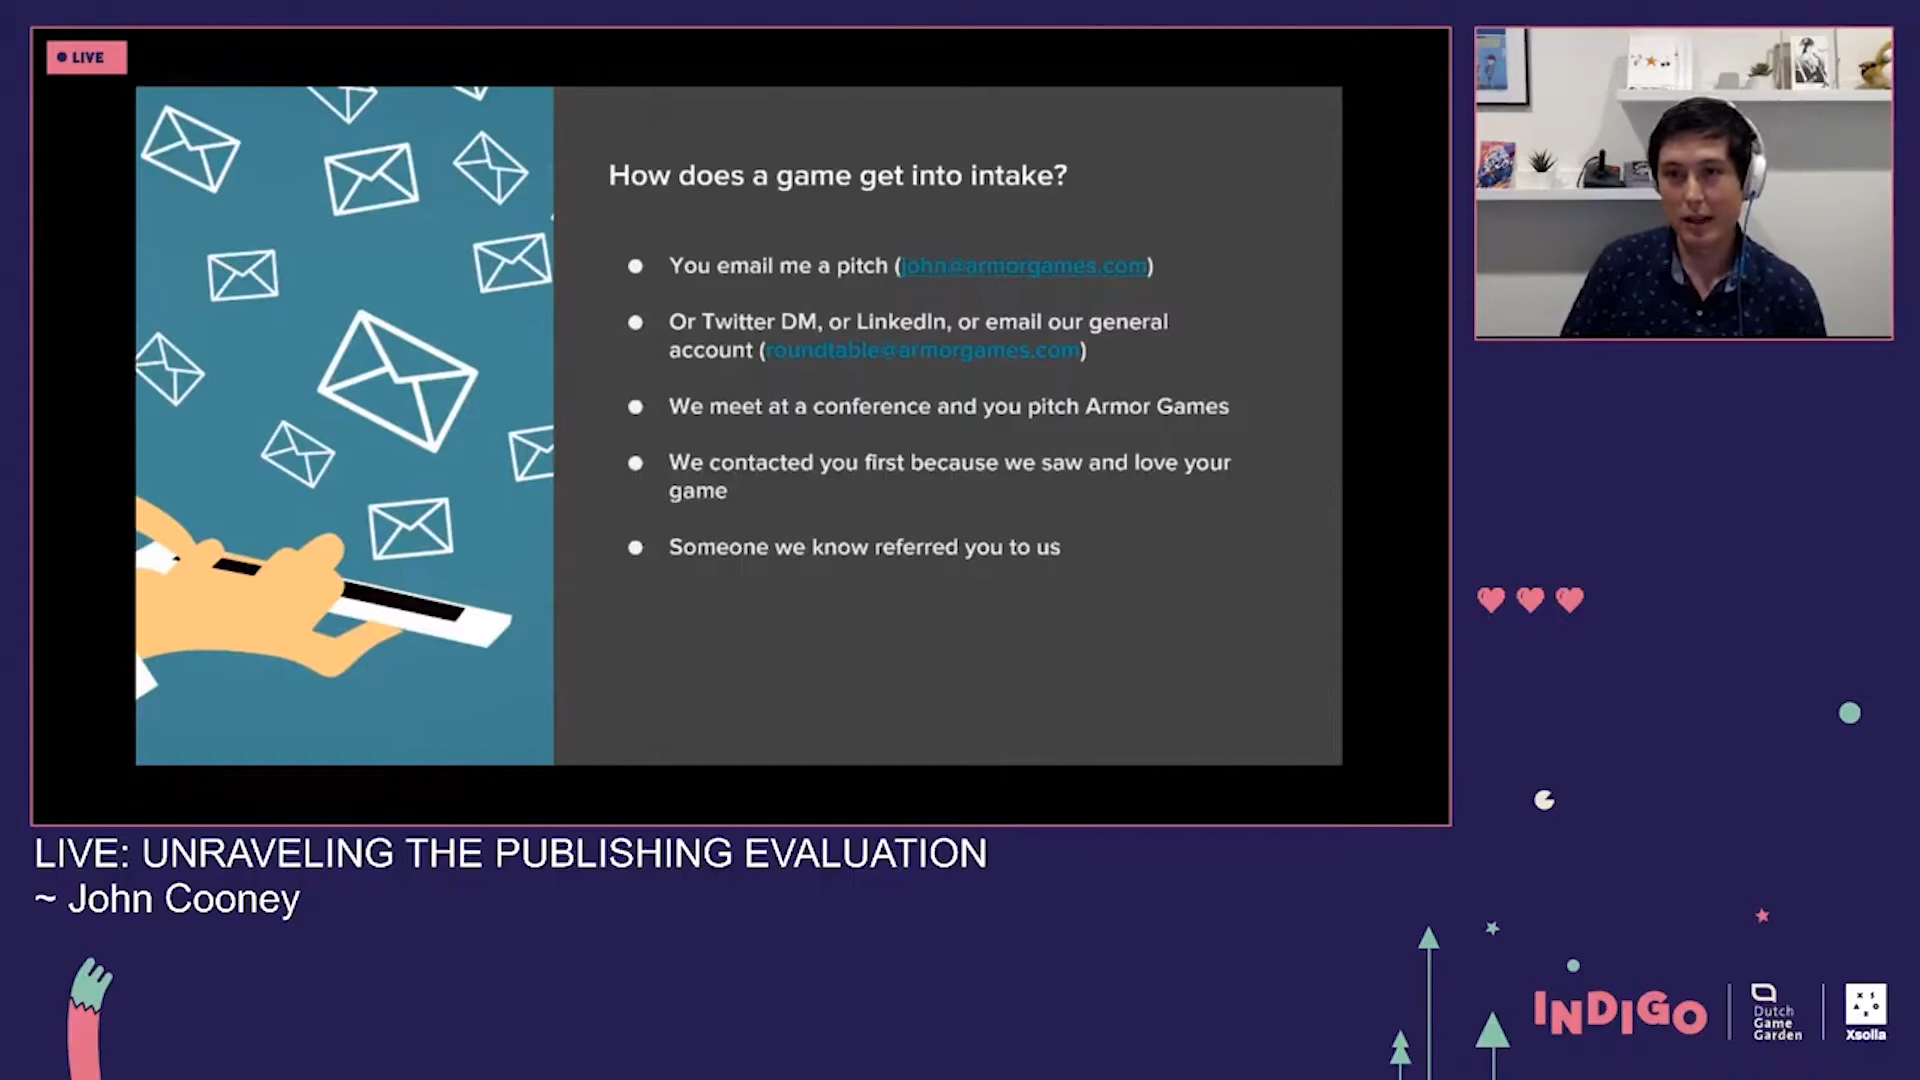 LIVE
How does a game get into intake?
● You email me a pitch (john@armorgames.com)
● Or Twitter DM, or LinkedIn, or email our general
account (roundtable@armorgames.com)
● We meet at a conference and you pitch Armor Games
● We contacted you first because we saw and love your
game
● Someone we know referred you to us
LIVE: UNRAVELING THE PUBLISHING EVALUATION
~ John Cooney
INDIGO
Dutch
Game
Garden
Xsolla